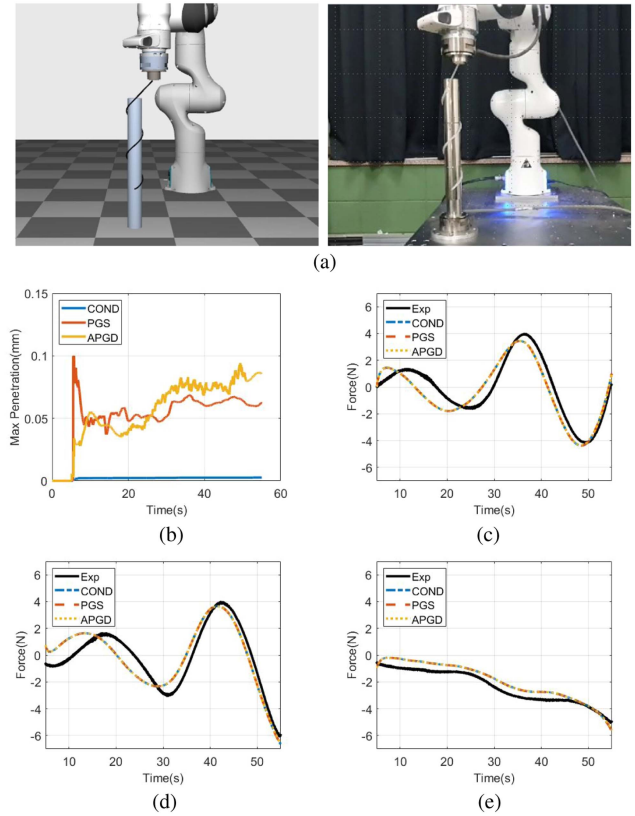 (a)
0.15
0.1
0.05
0
Max Penetration(mm)
COND
PGS
APGD
0 20 40 60
Time(s)
(b)
6
4
2
0
-2
-4
-6
Force(N)
Exp
COND
PGS
APGD
10 20 30 40 50
Time(s)
(c)
6
4
2
0
-2
-4
-6
Force(N)
Exp
COND
PGS
APGD
10 20 30 40 50
Time(s)
(d)
6
4
2
0
-2
-4
-6
Force(N)
Exp
COND
PGS
APGD
10 20 30 40 50
Time(s)
(e)